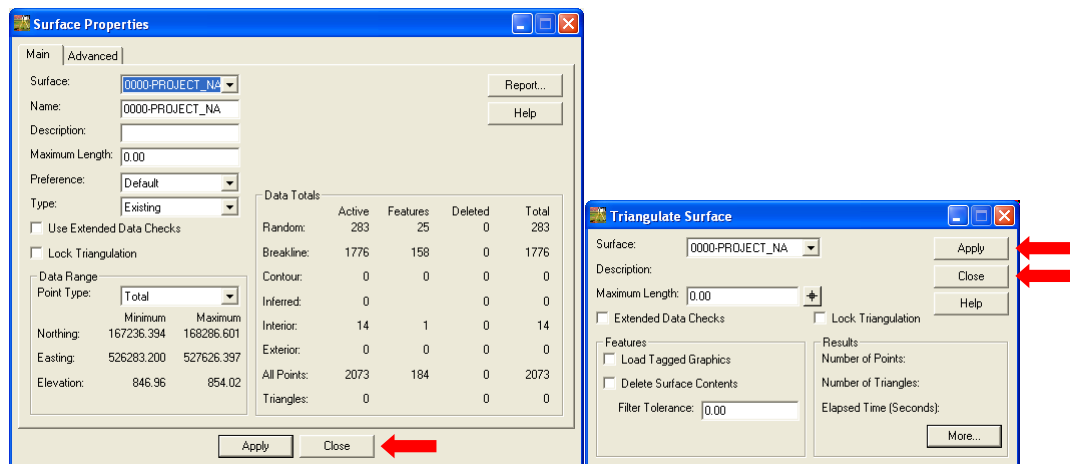 Surface Properties
Main Advanced
Surface: 0000-PROJECT_NA Report...
Name: 0000-PROJECT_NA Help
Description:
Maximum Length: 0.00
Preference: Default
Type: Existing
Use Extended Data Checks
Lock Triangulation
Data Range
Point Type: Total
Minimum Maximum
Northing: 167236.394 168286.601
Easting: 526283.200 527626.397
Elevation: 846.96 854.02
Data Totals
Active Features Deleted Total
Random: 283 25 0 283
Breakline: 1776 158 0 1776
Contour: 0 0 0 0
Inferred: 0 0 0
Interior: 14 1 0 14
Exterior: 0 0 0 0
All Points: 2073 184 0 2073
Triangles: 0 0 0
Apply Close
Triangulate Surface
Surface: 0000-PROJECT_NA Apply
Description: Close
Maximum Length: 0.00 Help
Extended Data Checks Lock Triangulation
Features
Load Tagged Graphics
Delete Surface Contents
Filter Tolerance: 0.00
Results
Number of Points:
Number of Triangles:
Elapsed Time (Seconds):
More...